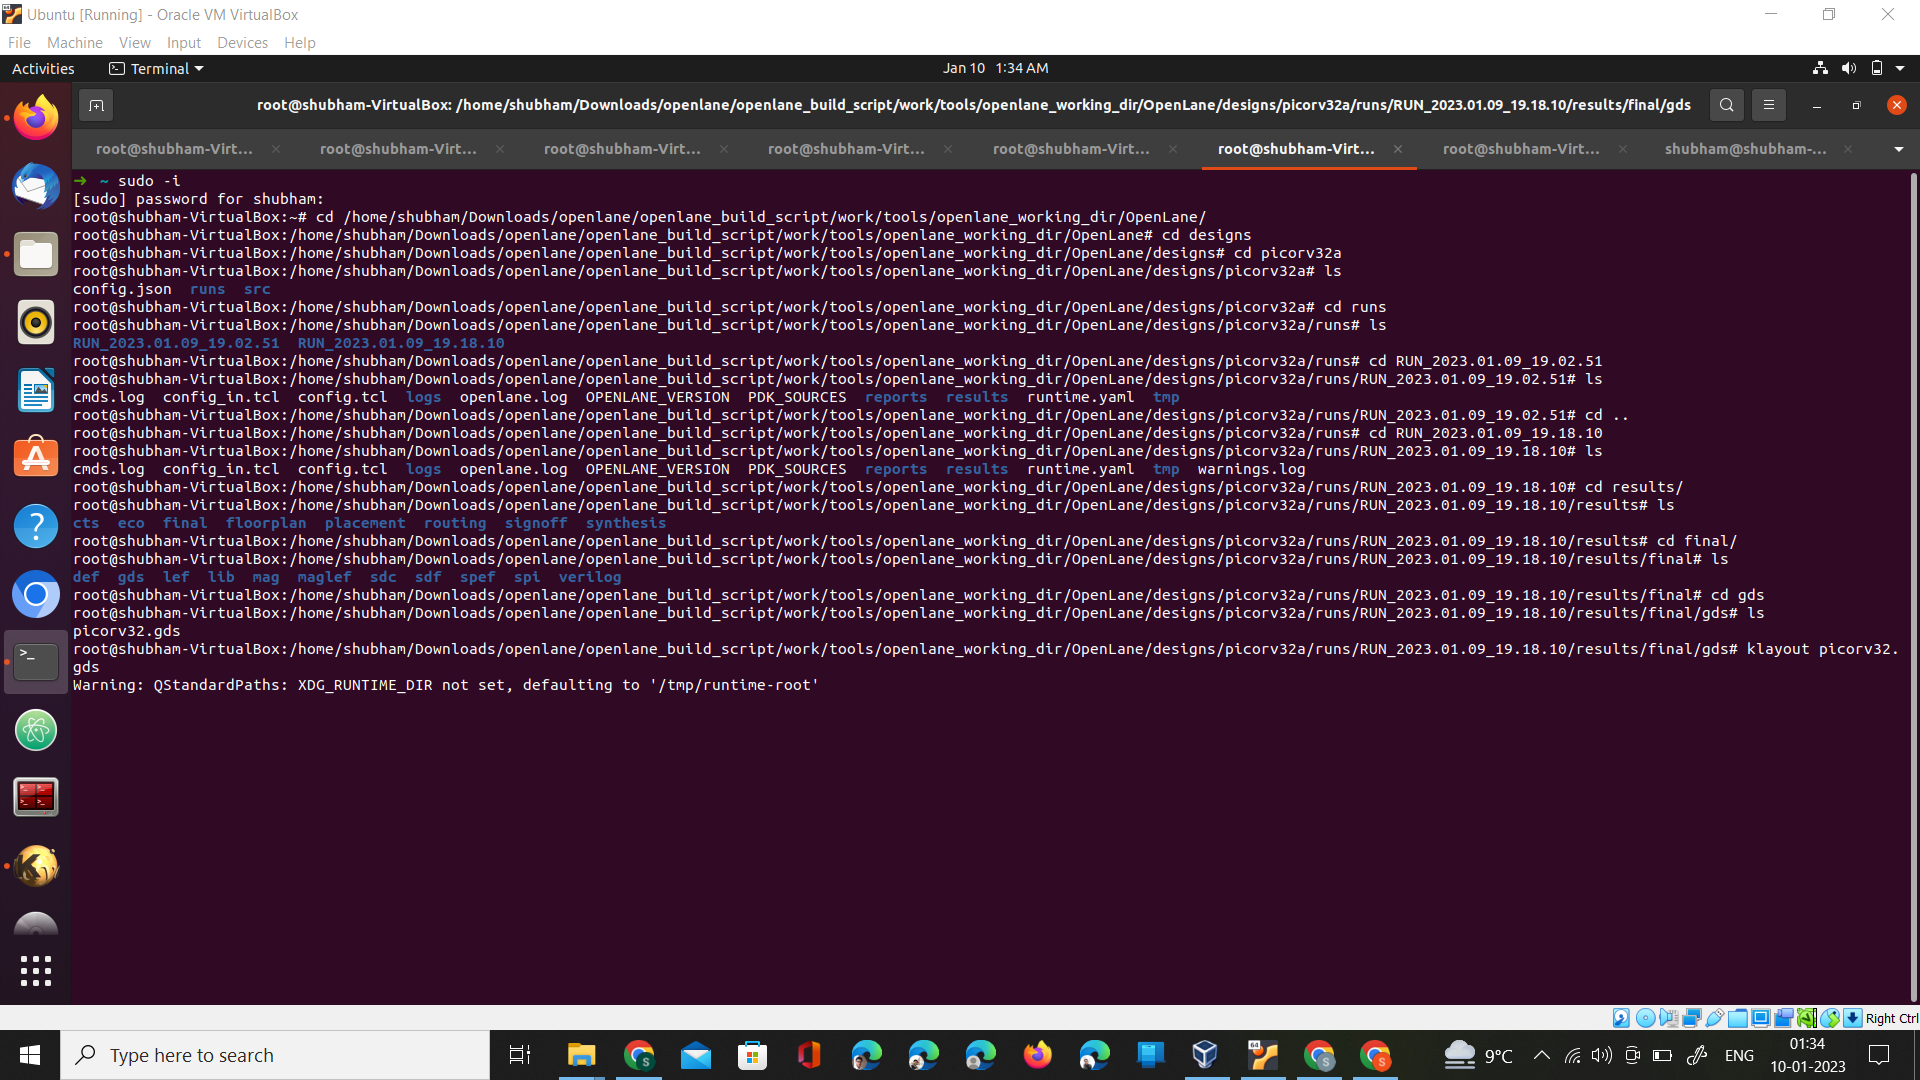 Ubuntu [Running] - Oracle VM VirtualBox
File Machine View Input Devices Help
Activities Terminal Jan 10 1:34 AM
root@shubham-VirtualBox: /home/shubham/Downloads/openlane/openlane_build_script/work/tools/openlane_working_dir/OpenLane/designs/picorv32a/runs/RUN_2023.01.09_19.18.10/results/final/gds
root@shubham-Virt... root@shubham-Virt... root@shubham-Virt... root@shubham-Virt... root@shubham-Virt... root@shubham-Virt... root@shubham-Virt... shubham@shubham-...
➜ ~ sudo -i
[sudo] password for shubham:
root@shubham-VirtualBox:~# cd /home/shubham/Downloads/openlane/openlane_build_script/work/tools/openlane_working_dir/OpenLane/
root@shubham-VirtualBox:/home/shubham/Downloads/openlane/openlane_build_script/work/tools/openlane_working_dir/OpenLane# cd designs
root@shubham-VirtualBox:/home/shubham/Downloads/openlane/openlane_build_script/work/tools/openlane_working_dir/OpenLane/designs# cd picorv32a
root@shubham-VirtualBox:/home/shubham/Downloads/openlane/openlane_build_script/work/tools/openlane_working_dir/OpenLane/designs/picorv32a# ls
config.json runs src
root@shubham-VirtualBox:/home/shubham/Downloads/openlane/openlane_build_script/work/tools/openlane_working_dir/OpenLane/designs/picorv32a# cd runs
root@shubham-VirtualBox:/home/shubham/Downloads/openlane/openlane_build_script/work/tools/openlane_working_dir/OpenLane/designs/picorv32a/runs# ls
RUN_2023.01.09_19.02.51 RUN_2023.01.09_19.18.10
root@shubham-VirtualBox:/home/shubham/Downloads/openlane/openlane_build_script/work/tools/openlane_working_dir/OpenLane/designs/picorv32a/runs# cd RUN_2023.01.09_19.02.51
root@shubham-VirtualBox:/home/shubham/Downloads/openlane/openlane_build_script/work/tools/openlane_working_dir/OpenLane/designs/picorv32a/runs/RUN_2023.01.09_19.02.51# ls
cmds.log config_in.tcl config.tcl logs openlane.log OPENLANE_VERSION PDK_SOURCES reports results runtime.yaml tmp
root@shubham-VirtualBox:/home/shubham/Downloads/openlane/openlane_build_script/work/tools/openlane_working_dir/OpenLane/designs/picorv32a/runs/RUN_2023.01.09_19.02.51# cd ..
root@shubham-VirtualBox:/home/shubham/Downloads/openlane/openlane_build_script/work/tools/openlane_working_dir/OpenLane/designs/picorv32a/runs# cd RUN_2023.01.09_19.18.10
root@shubham-VirtualBox:/home/shubham/Downloads/openlane/openlane_build_script/work/tools/openlane_working_dir/OpenLane/designs/picorv32a/runs/RUN_2023.01.09_19.18.10# ls
cmds.log config_in.tcl config.tcl logs openlane.log OPENLANE_VERSION PDK_SOURCES reports results runtime.yaml tmp warnings.log
root@shubham-VirtualBox:/home/shubham/Downloads/openlane/openlane_build_script/work/tools/openlane_working_dir/OpenLane/designs/picorv32a/runs/RUN_2023.01.09_19.18.10# cd results/
root@shubham-VirtualBox:/home/shubham/Downloads/openlane/openlane_build_script/work/tools/openlane_working_dir/OpenLane/designs/picorv32a/runs/RUN_2023.01.09_19.18.10/results# ls
cts eco final floorplan placement routing signoff synthesis
root@shubham-VirtualBox:/home/shubham/Downloads/openlane/openlane_build_script/work/tools/openlane_working_dir/OpenLane/designs/picorv32a/runs/RUN_2023.01.09_19.18.10/results# cd final/
root@shubham-VirtualBox:/home/shubham/Downloads/openlane/openlane_build_script/work/tools/openlane_working_dir/OpenLane/designs/picorv32a/runs/RUN_2023.01.09_19.18.10/results/final# ls
def gds lef lib mag maglef sdc sdf spef spi verilog
root@shubham-VirtualBox:/home/shubham/Downloads/openlane/openlane_build_script/work/tools/openlane_working_dir/OpenLane/designs/picorv32a/runs/RUN_2023.01.09_19.18.10/results/final# cd gds
root@shubham-VirtualBox:/home/shubham/Downloads/openlane/openlane_build_script/work/tools/openlane_working_dir/OpenLane/designs/picorv32a/runs/RUN_2023.01.09_19.18.10/results/final/gds# ls
picorv32.gds
root@shubham-VirtualBox:/home/shubham/Downloads/openlane/openlane_build_script/work/tools/openlane_working_dir/OpenLane/designs/picorv32a/runs/RUN_2023.01.09_19.18.10/results/final/gds# klayout picorv32.
gds
Warning: QStandardPaths: XDG_RUNTIME_DIR not set, defaulting to '/tmp/runtime-root'
Right Ctrl
Type here to search
9°C
ENG
01:34
10-01-2023